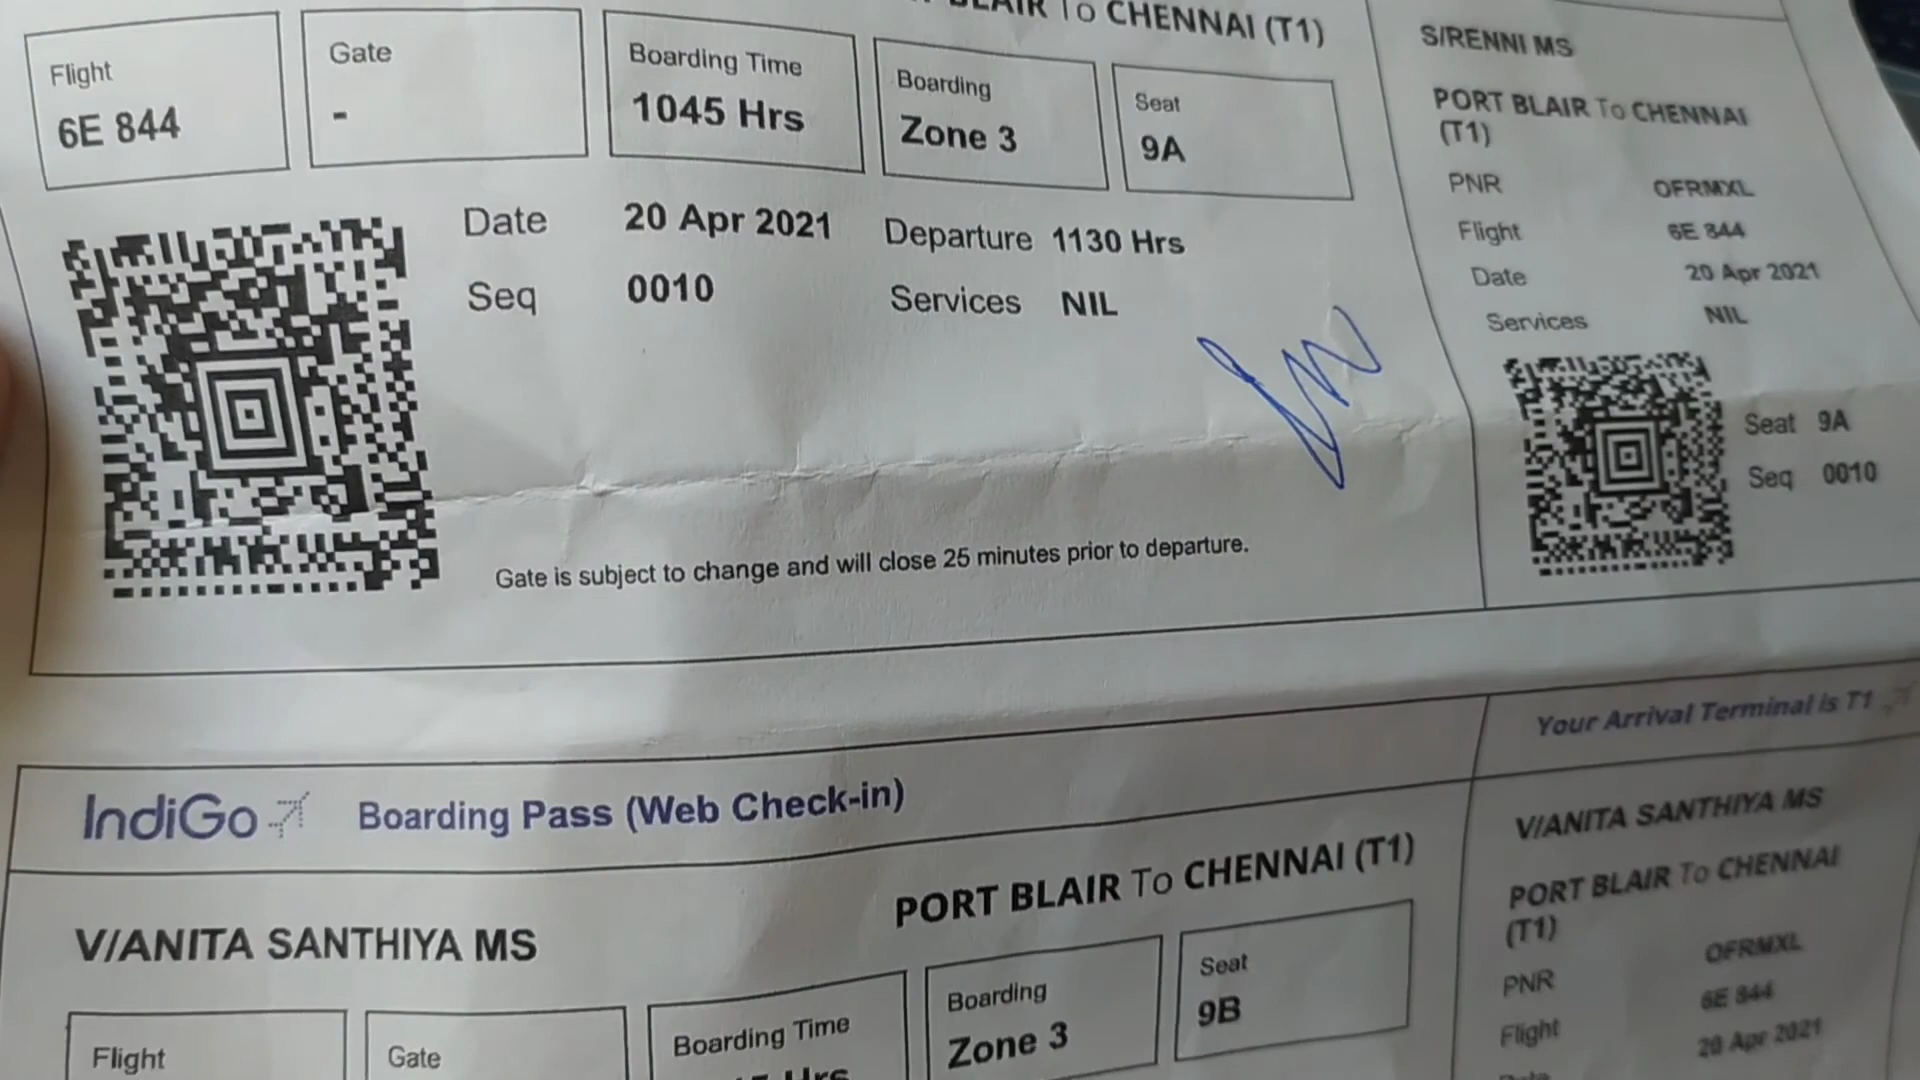 BLAIR To CHENNAI (T1)
Flight
6E 844
Gate
-
Boarding Time
1045 Hrs
Boarding
Zone 3
Seat
9A
Date 20 Apr 2021 Departure 1130 Hrs
Seq 0010 Services NIL
Gate is subject to change and will close 25 minutes prior to departure.
S/RENNI MS
PORT BLAIR To CHENNAI
(T1)
PNR OFRMXL
Flight 6E 844
Date 20 Apr 2021
Services NIL
Seat 9A
Seq 0010
IndiGo Boarding Pass (Web Check-in)
V/ANITA SANTHIYA MS
PORT BLAIR To CHENNAI (T1)
Flight
Gate
Boarding Time
Hrs
Boarding
Zone 3
Seat
9B
Your Arrival Terminal is T1
V/ANITA SANTHIYA MS
PORT BLAIR To CHENNAI
(T1)
PNR OFRMXL
Flight 6E 844
20 Apr 2021